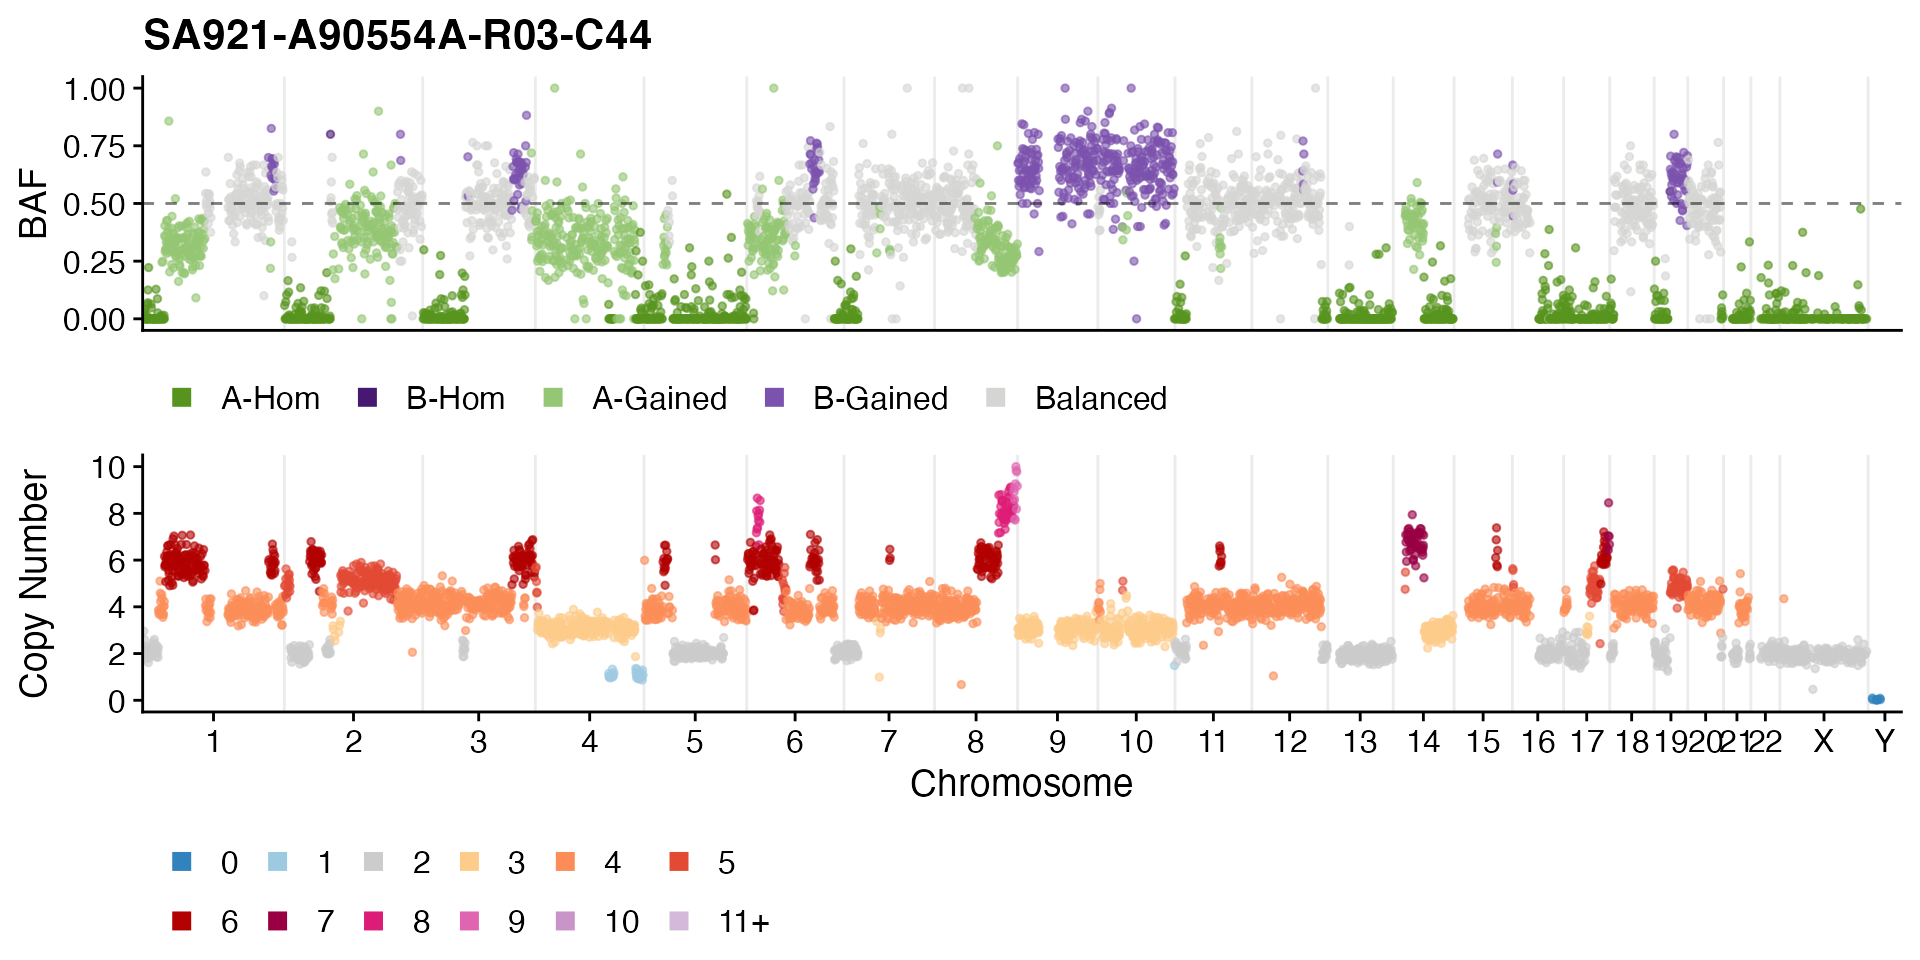 SA921-A90554A-R03-C44
1.00
0.75
0.50
0.25
0.00
BAF
A-Hom B-Hom A-Gained B-Gained Balanced
10
8
6
4
2
0
Copy Number
1 2 3 4 5 6 7 8 9 10 11 12 13 14 15 16 17 18 19 20 21 22 X Y
Chromosome
0 1 2 3 4 5
6 7 8 9 10 11+